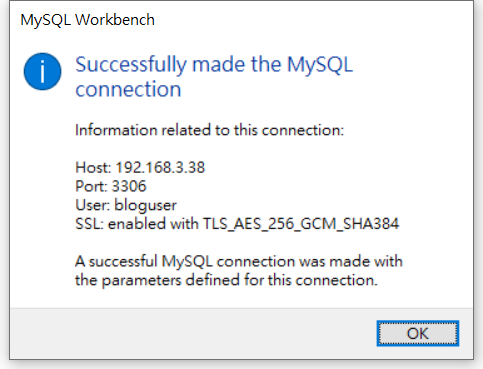 MySQL Workbench
Successfully made the MySQL
connection
Information related to this connection:
Host: 192.168.3.38
Port: 3306
User: bloguser
SSL: enabled with TLS_AES_256_GCM_SHA384
A successful MySQL connection was made with
the parameters defined for this connection.
OK